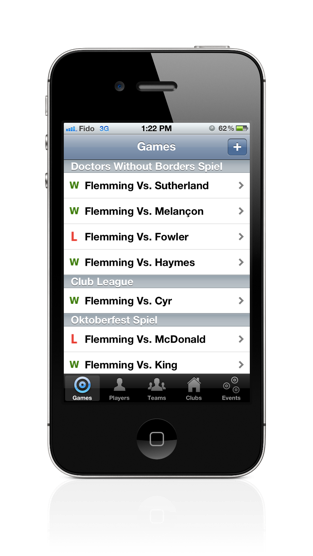 Fido 3G 1:22 PM 62%
Games +
Doctors Without Borders Spiel
W Flemming Vs. Sutherland
W Flemming Vs. Melançon
L Flemming Vs. Fowler
W Flemming Vs. Haymes
Club League
W Flemming Vs. Cyr
Oktoberfest Spiel
L Flemming Vs. McDonald
W Flemming Vs. King
Games Players Teams Clubs Events